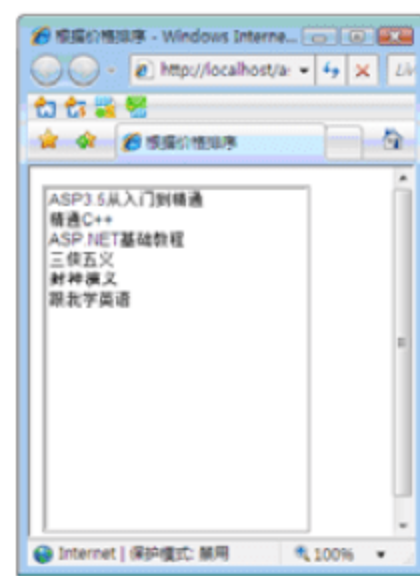 根据价格排序 - Windows Interne...
http://localhost/a
Liv
根据价格排序
ASP3.5从入门到精通
精通C++
ASP.NET基础教程
三侠五义
封神演义
跟我学英语
Internet | 保护模式: 禁用
100%